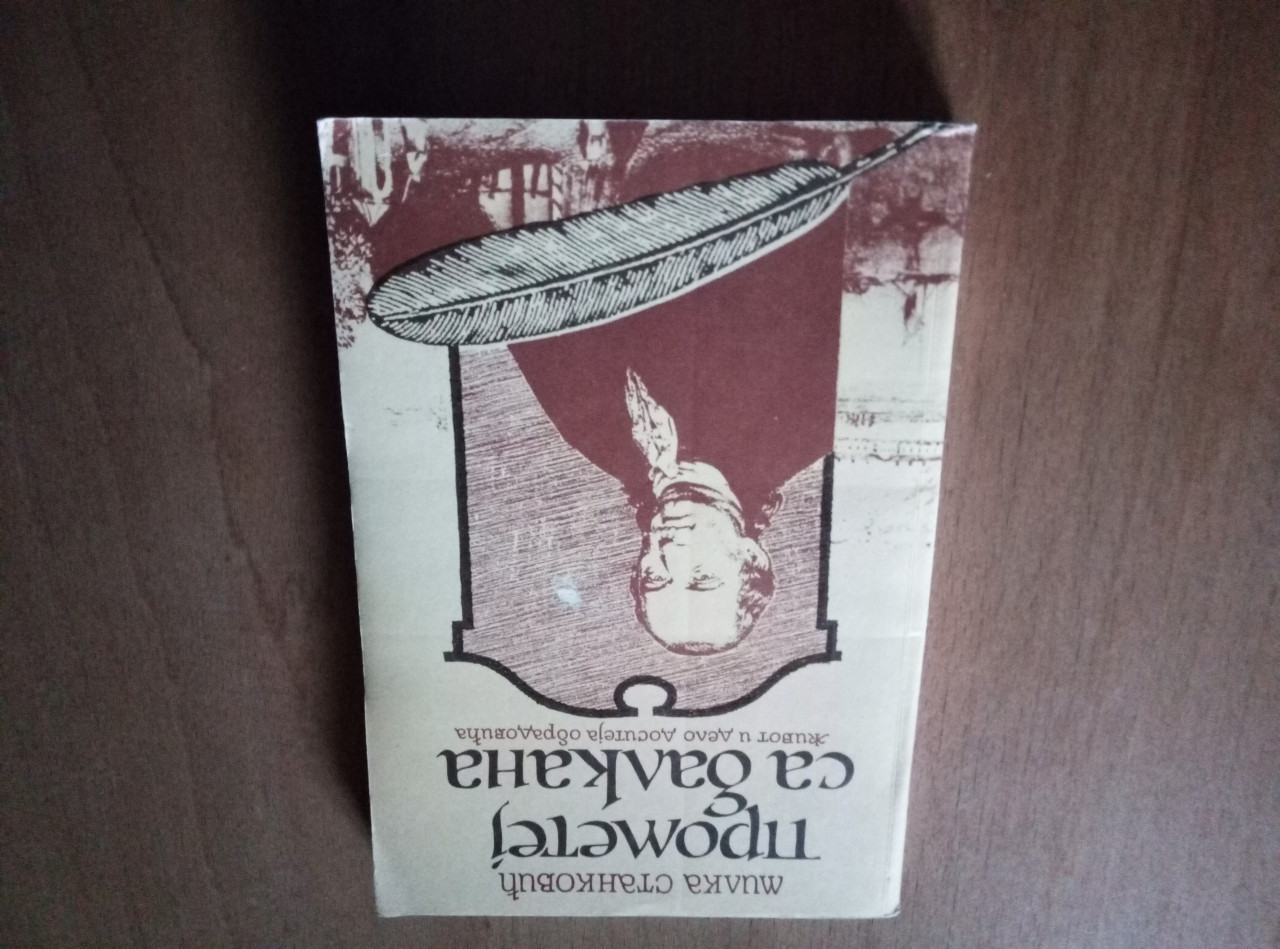 милка станковић
прометеј
са балкана
живот и дело доситеја обрадовића